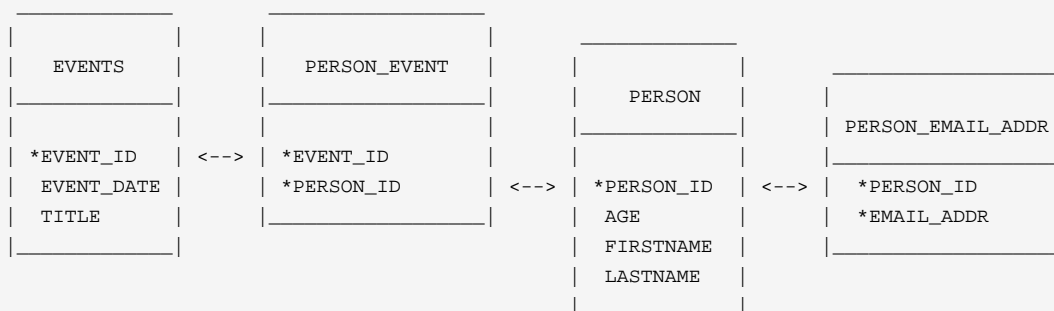 EVENTS
*EVENT_ID
EVENT_DATE
TITLE
<-->
PERSON_EVENT
*EVENT_ID
*PERSON_ID
<-->
PERSON
*PERSON_ID
AGE
FIRSTNAME
LASTNAME
<-->
PERSON_EMAIL_ADDR
*PERSON_ID
*EMAIL_ADDR